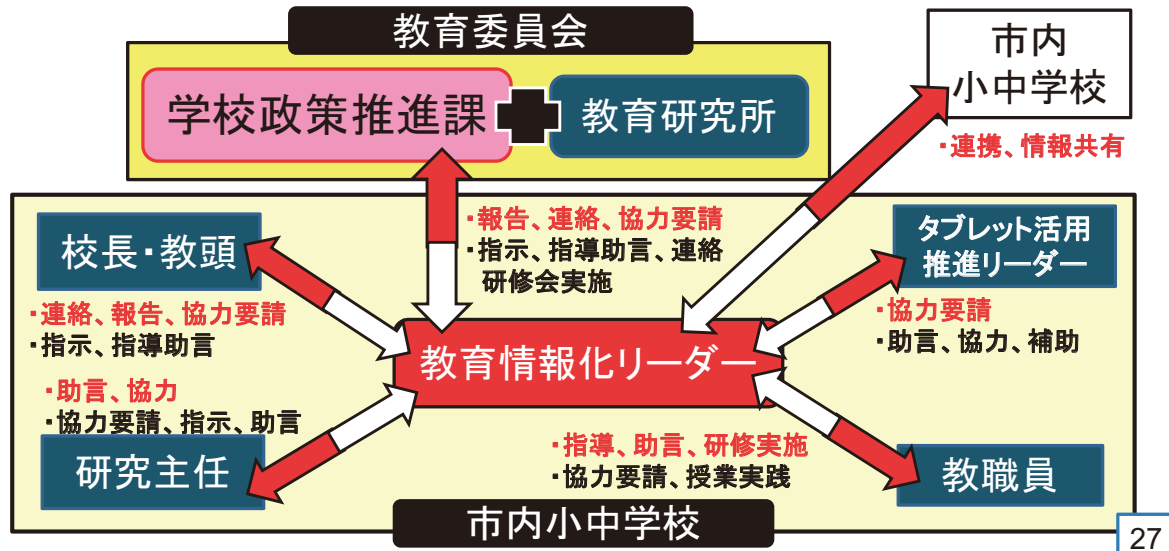 教育委員会
学校政策推進課
教育研究所
市内
小中学校
・連携、情報共有
・報告、連絡、協力要請
・指示、指導助言、連絡
研修会実施
校長・教頭
・連絡、報告、協力要請
・指示、指導助言
タブレット活用
推進リーダー
・協力要請
・助言、協力、補助
教育情報化リーダー
・助言、協力
・協力要請、指示、助言
研究主任
・指導、助言、研修実施
・協力要請、授業実践
教職員
市内小中学校
27